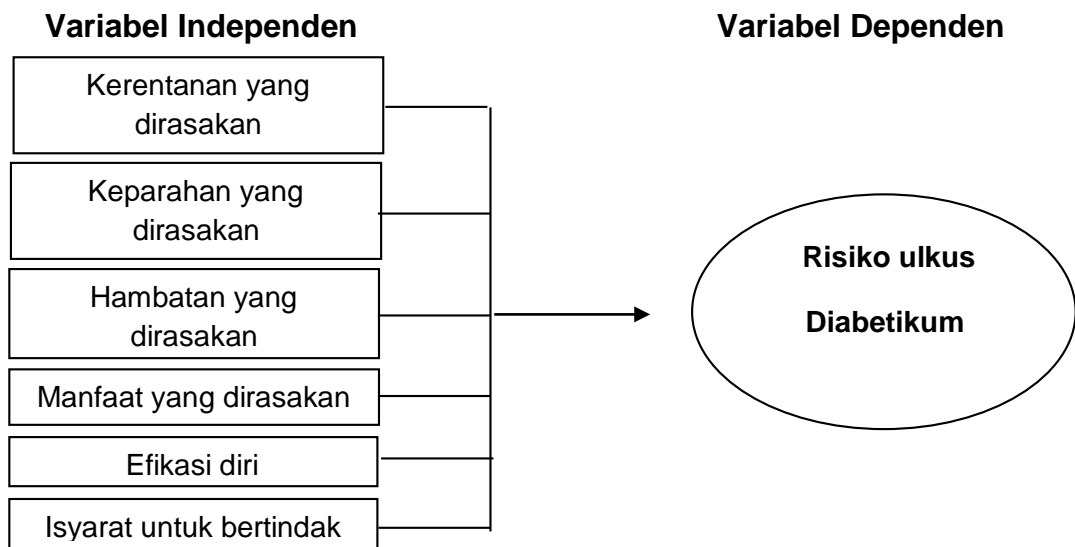 Variabel Independen
Variabel Dependen
Kerentanan yang
dirasakan
Keparahan yang
dirasakan
Hambatan yang
dirasakan
Manfaat yang dirasakan
Efikasi diri
Isyarat untuk bertindak
Risiko ulkus
Diabetikum